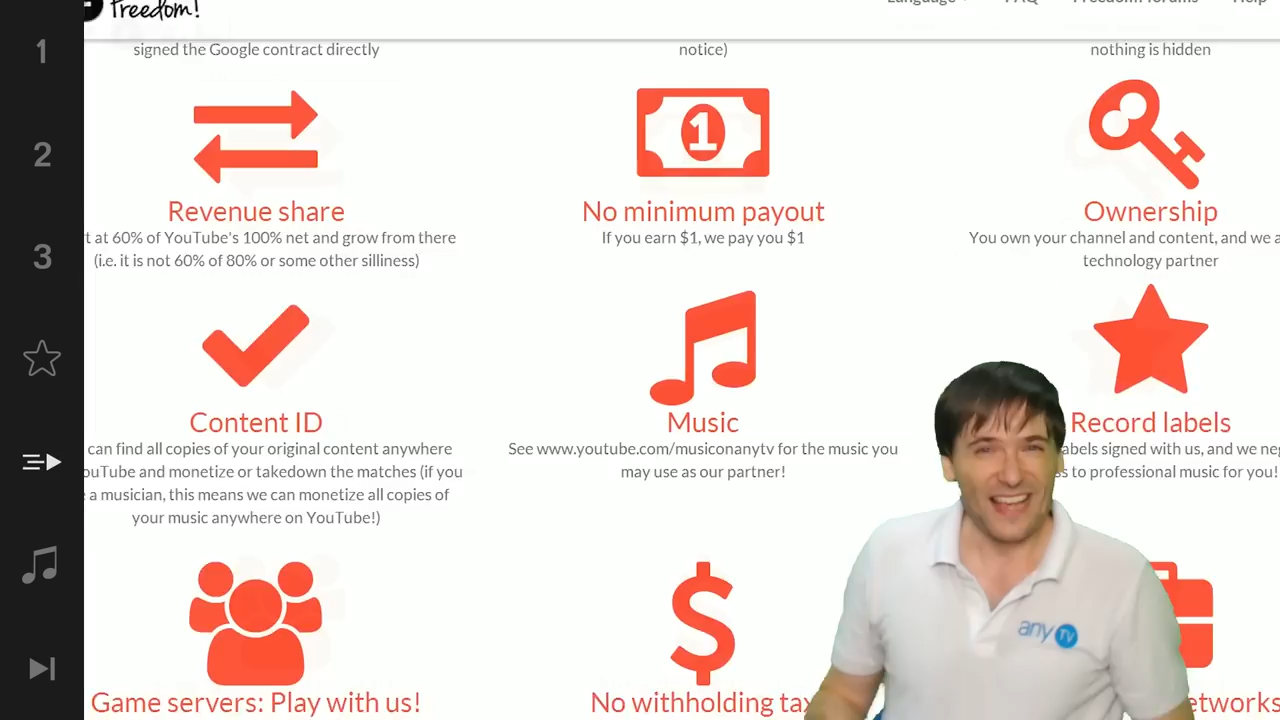 Freedom!
Language
FAQ
Freedom forums
Help
signed the Google contract directly
notice)
nothing is hidden
1
2
3
1
Revenue share
at 60% of YouTube's 100% net and grow from there
(i.e. it is not 60% of 80% or some other silliness)
No minimum payout
If you earn $1, we pay you $1
Ownership
You own your channel and content, and we a
technology partner
Content ID
can find all copies of your original content anywhere
ouTube and monetize or takedown the matches (if you
a musician, this means we can monetize all copies of
your music anywhere on YouTube!)
Music
See www.youtube.com/musiconanytv for the music you
may use as our partner!
Record labels
abels signed with us, and we neg
to professional music for you!
any TV
Game servers: Play with us!
$
No withholding tax
etworks